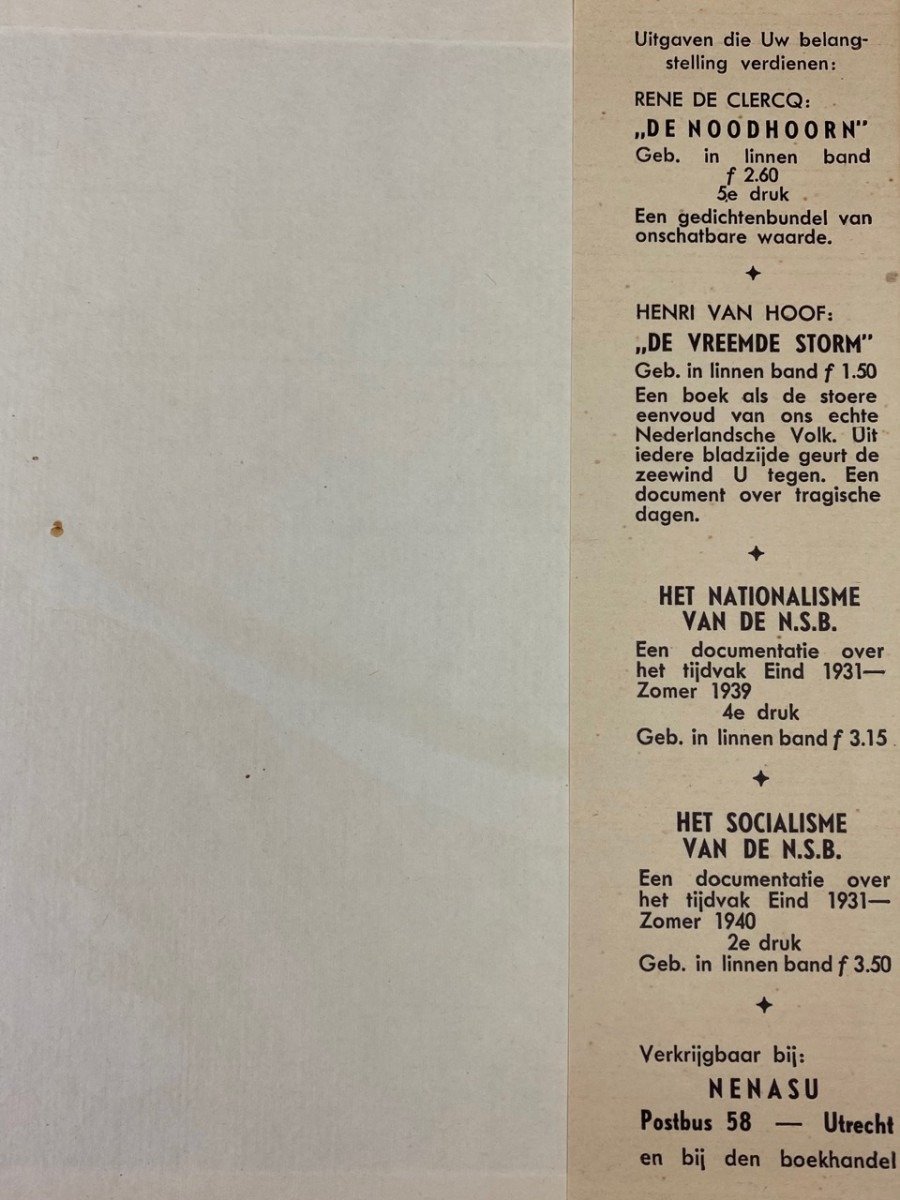 Uitgaven die Uw belang-
stelling verdienen:
RENE DE CLERCQ:
„DE NOODHOORN”
Geb. in linnen band
ƒ 2.60
5e druk
Een gedichtenbundel van
onschatbare waarde.
HENRI VAN HOOF:
„DE VREEMDE STORM”
Geb. in linnen band ƒ 1.50
Een boek als de stoere
eenvoud van ons echte
Nederlandsche Volk. Uit
iedere bladzijde geurt de
zeewind U tegen. Een
document over tragische
dagen.
HET NATIONALISME
VAN DE N.S.B.
Een documentatie over
het tijdvak Eind 1931—
Zomer 1939
4e druk
Geb. in linnen band ƒ 3.15
HET SOCIALISME
VAN DE N.S.B.
Een documentatie over
het tijdvak Eind 1931—
Zomer 1940
2e druk
Geb. in linnen band ƒ 3.50
Verkrijgbaar bij:
NENASU
Postbus 58 — Utrecht
en bij den boekhandel